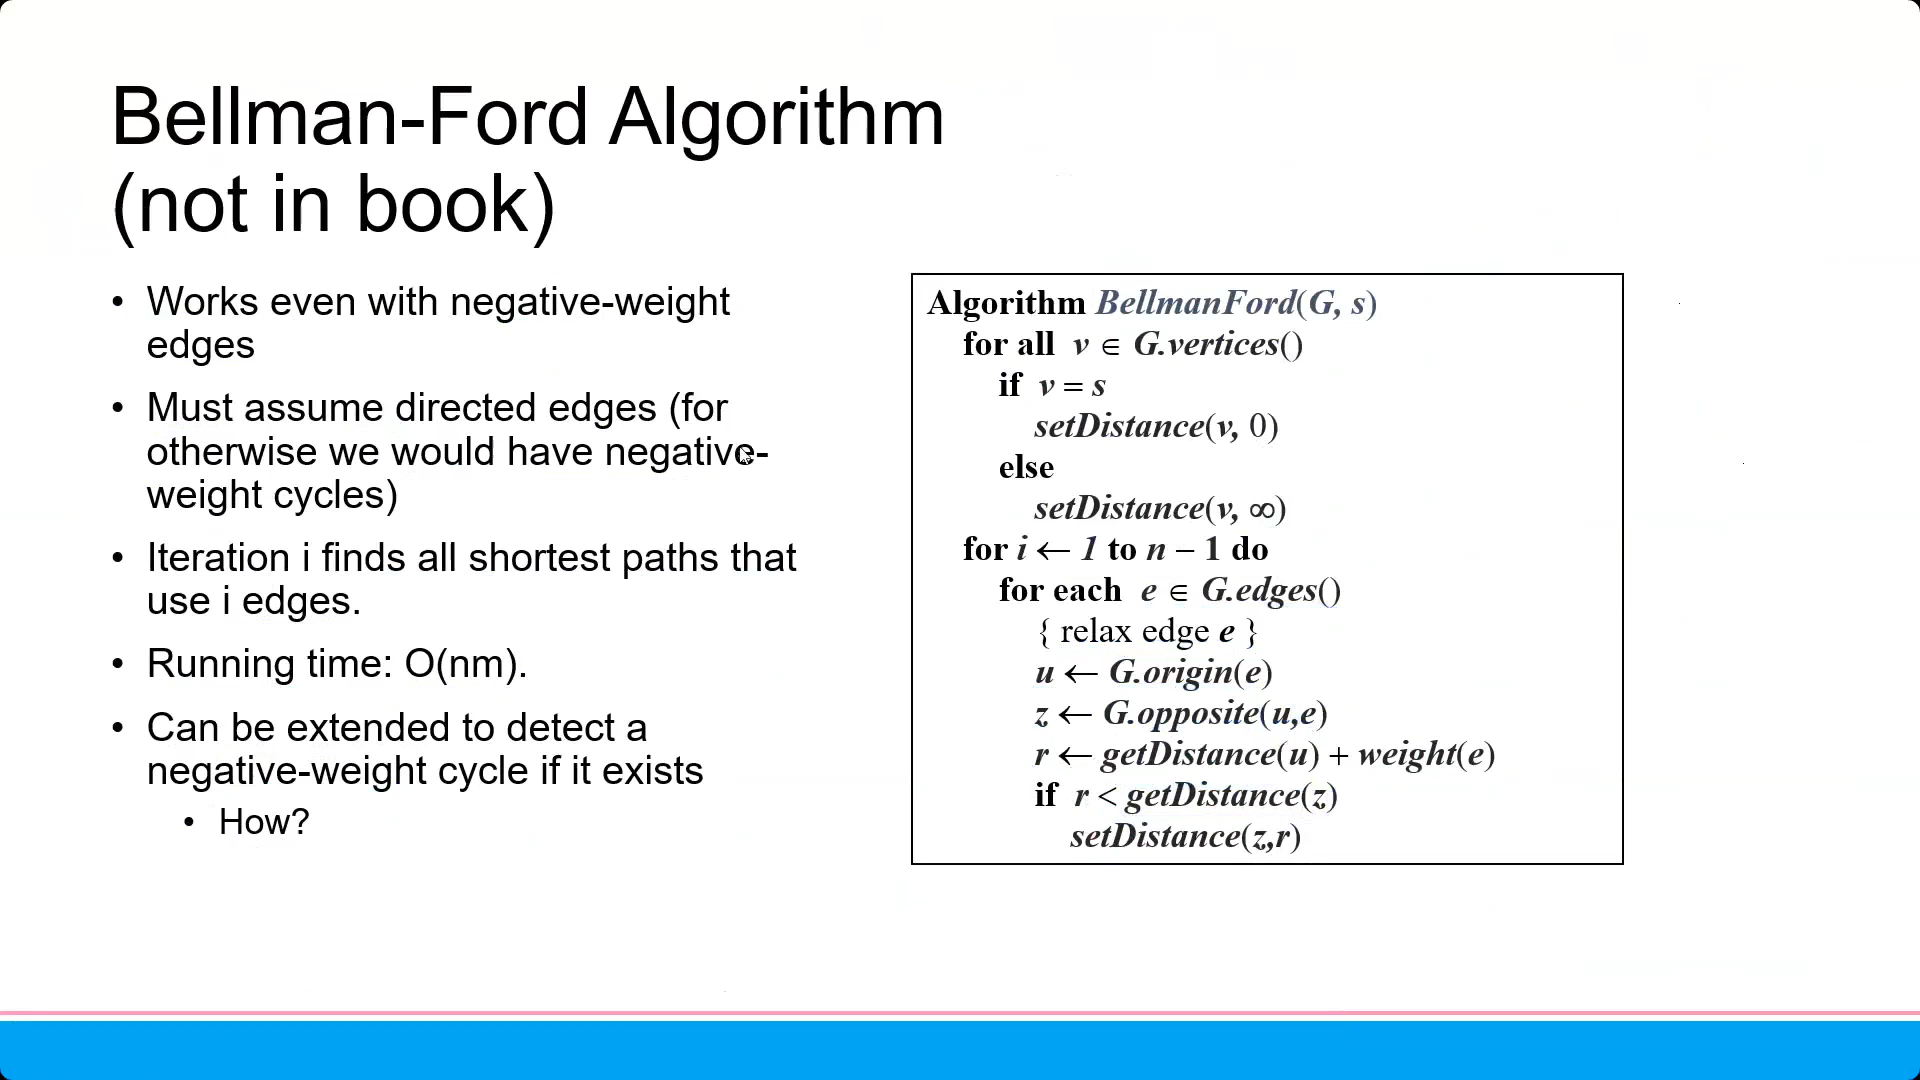 Bellman-Ford Algorithm
(not in book)
• Works even with negative-weight
edges
• Must assume directed edges (for
otherwise we would have negative-
weight cycles)
• Iteration i finds all shortest paths that
use i edges.
• Running time: O(nm).
• Can be extended to detect a
negative-weight cycle if it exists
• How?
Algorithm BellmanFord(G, s)
for all v ∈ G.vertices()
if v = s
setDistance(v, 0)
else
setDistance(v, ∞)
for i ← 1 to n − 1 do
for each e ∈ G.edges()
{ relax edge e }
u ← G.origin(e)
z ← G.opposite(u,e)
r ← getDistance(u) + weight(e)
if r < getDistance(z)
setDistance(z,r)